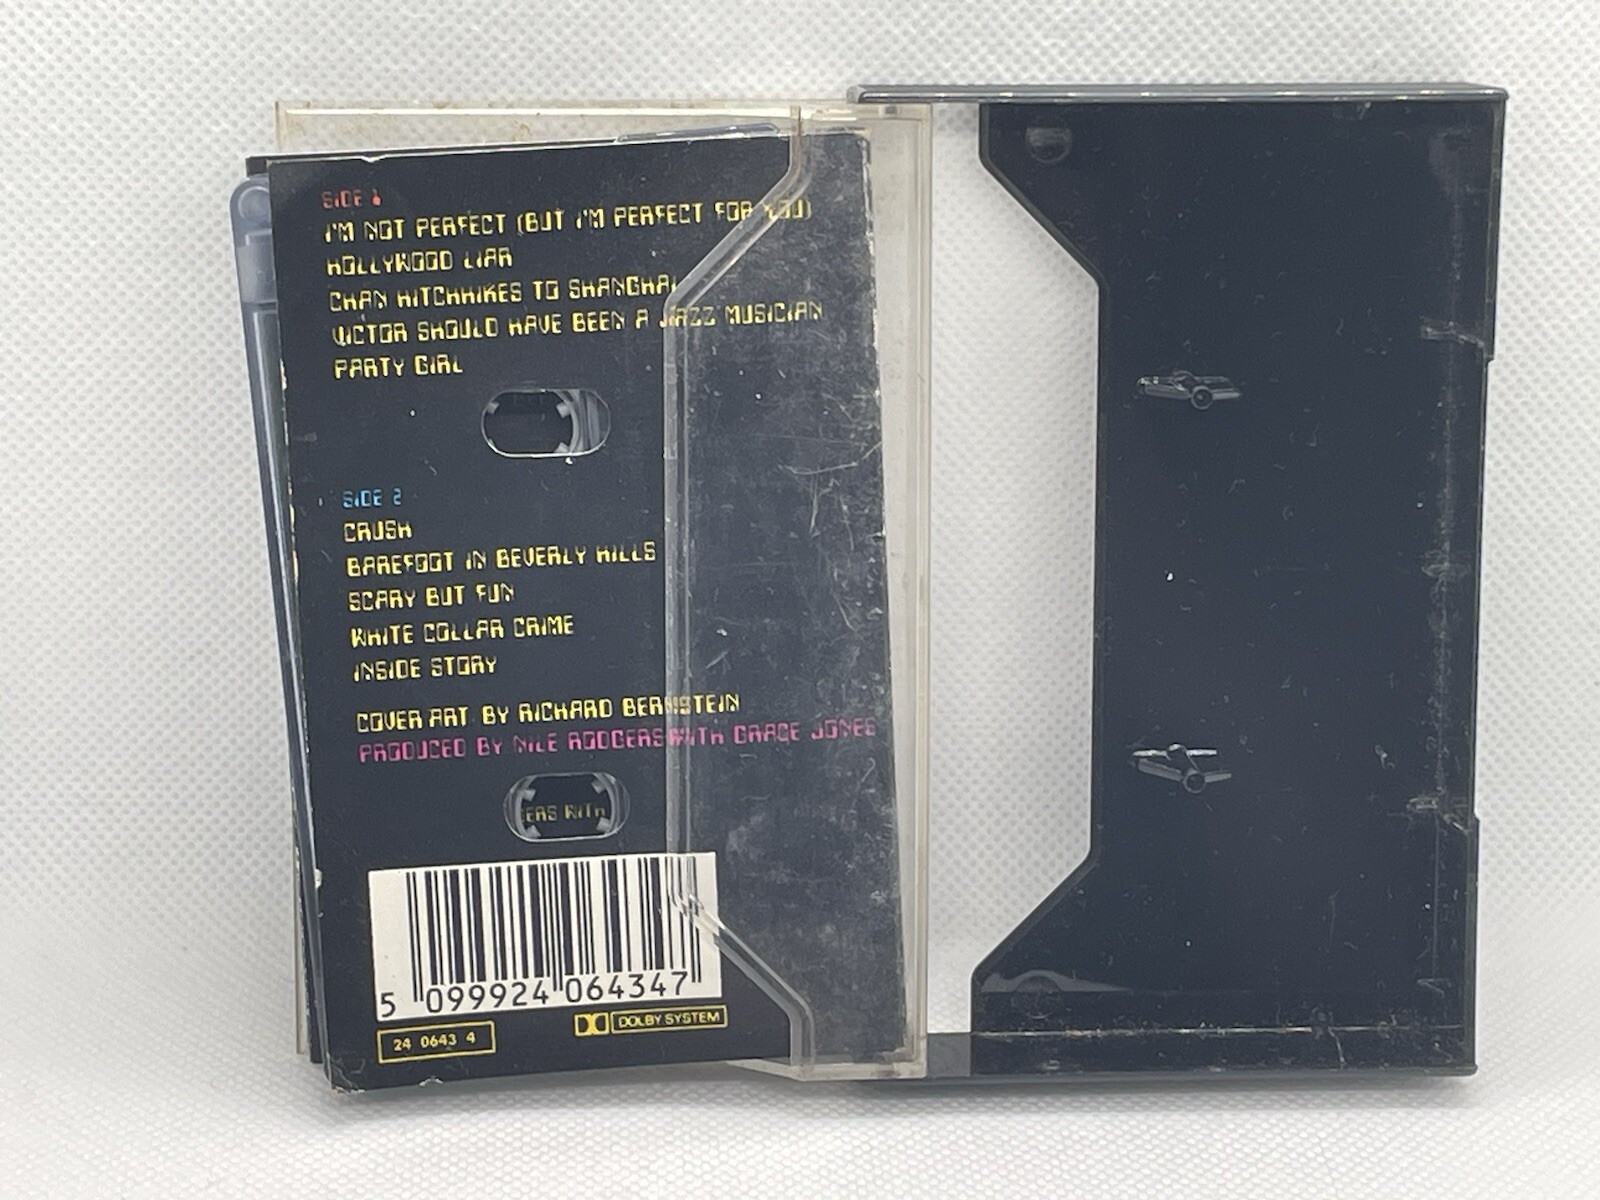 SIDE 1
I'M NOT PERFECT (BUT I'M PERFECT FOR YOU)
HOLLYWOOD LIAR
CHAN HITCHHIKES TO SHANGHAI
VICTOR SHOULD HAVE BEEN A JAZZ MUSICIAN
PARTY GIRL
SIDE 2
CRUSH
BAREFOOT IN BEVERLY HILLS
SCARY BUT FUN
WHITE COLLAR CRIME
INSIDE STORY
COVER ART BY RICHARD BERNSTEIN
PRODUCED BY NILE RODGERS WITH GRACE JONES
ERS WITH
5 099924 064347
24 0643 4
DOLBY SYSTEM